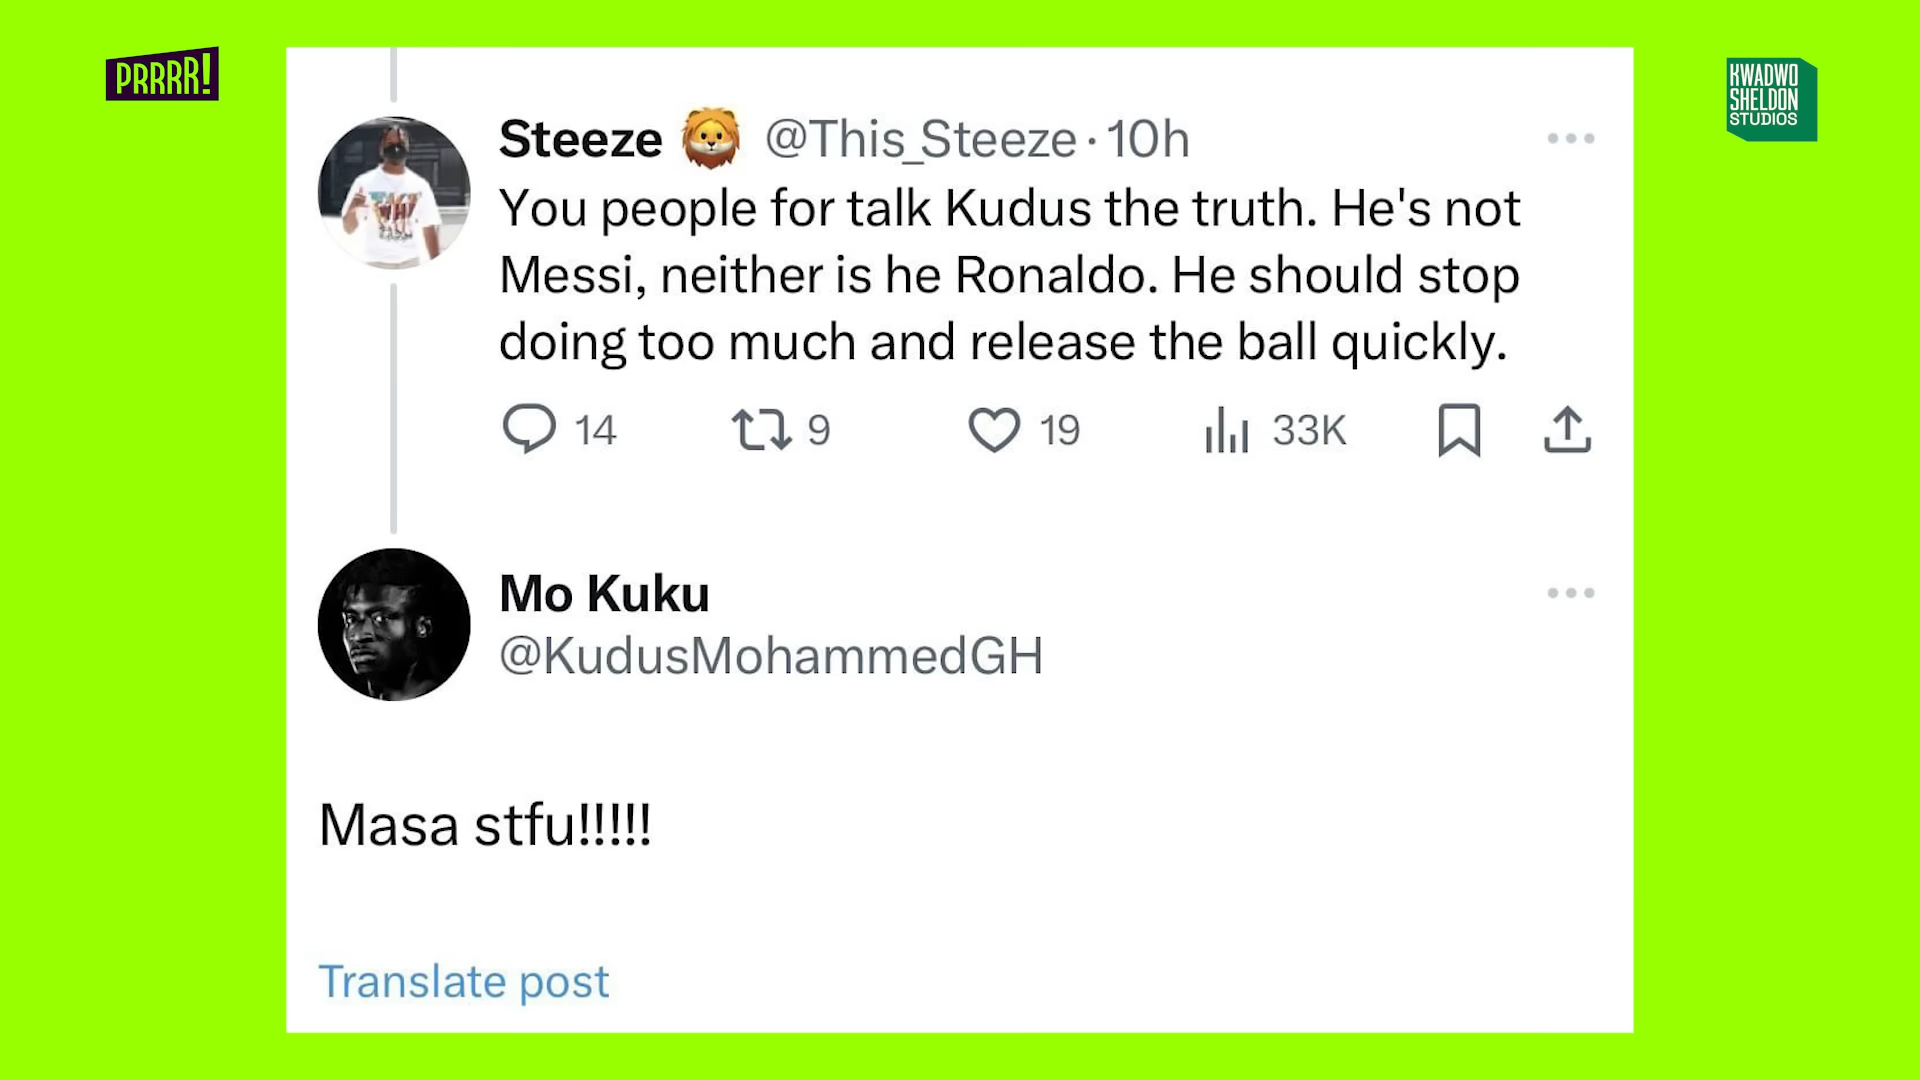 PRRRR!
KWADWO
SHELDON
STUDIOS
Steeze 🦁 @This_Steeze · 10h
You people for talk Kudus the truth. He's not
Messi, neither is he Ronaldo. He should stop
doing too much and release the ball quickly.
14 9 19 33K
Mo Kuku
@KudusMohammedGH
Masa stfu!!!!!
Translate post